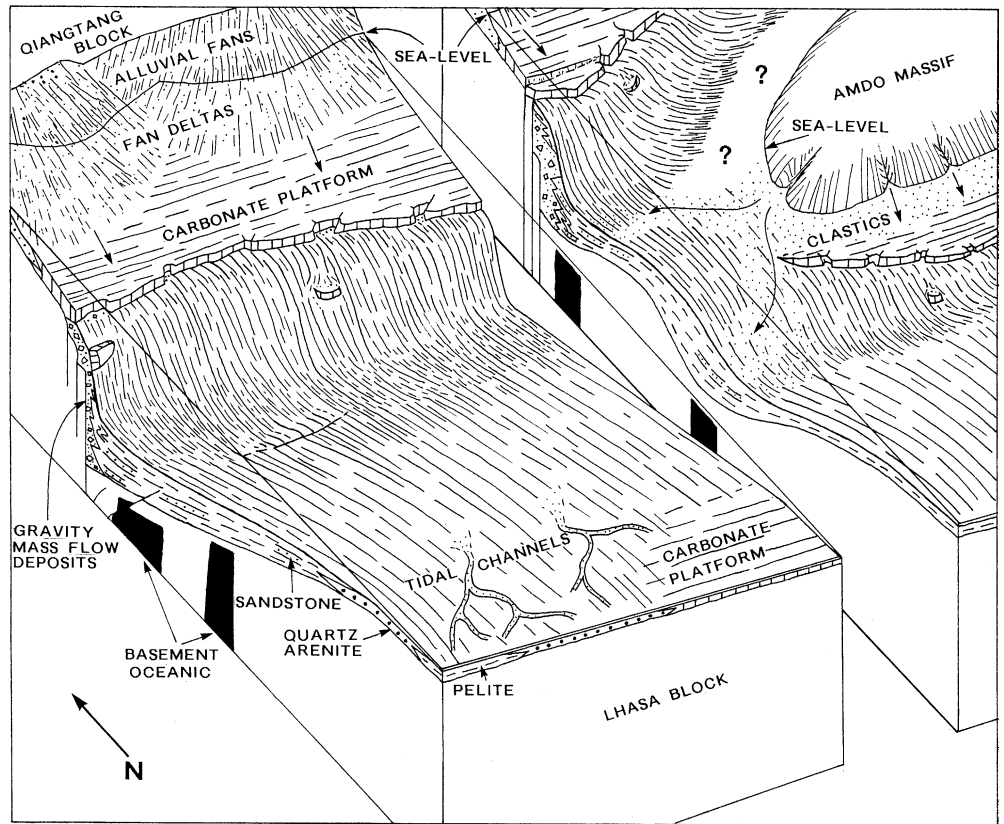 QIANGTANG
BLOCK
ALLUVIAL FANS
SEA-LEVEL
FAN DELTAS
CARBONATE PLATFORM
?
?
AMDO MASSIF
SEA-LEVEL
CLASTICS
GRAVITY
MASS FLOW
DEPOSITS
BASEMENT
OCEANIC
SANDSTONE
QUARTZ
ARENITE
TIDAL CHANNELS
CARBONATE
PLATFORM
PELITE
LHASA BLOCK
N